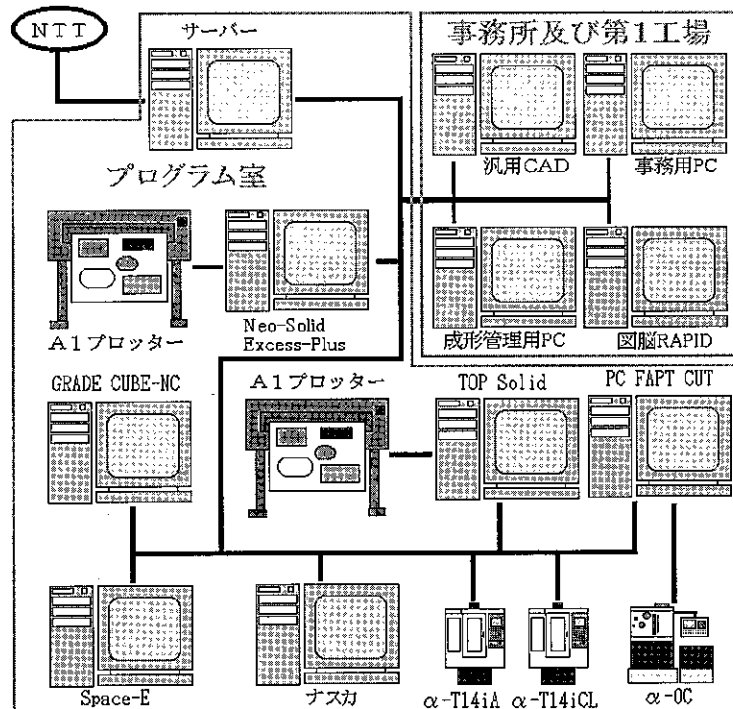 NTT
サーバー
事務所及び第1工場
汎用CAD
事務用PC
プログラム室
A1プロッター
Neo-Solid
Excess-Plus
成形管理用PC
図脳RAPID
GRADE CUBE-NC
A1プロッター
TOP Solid
PC FAPT CUT
Space-E
ナスカ
α-T14iA
α-T14iCL
α-0C